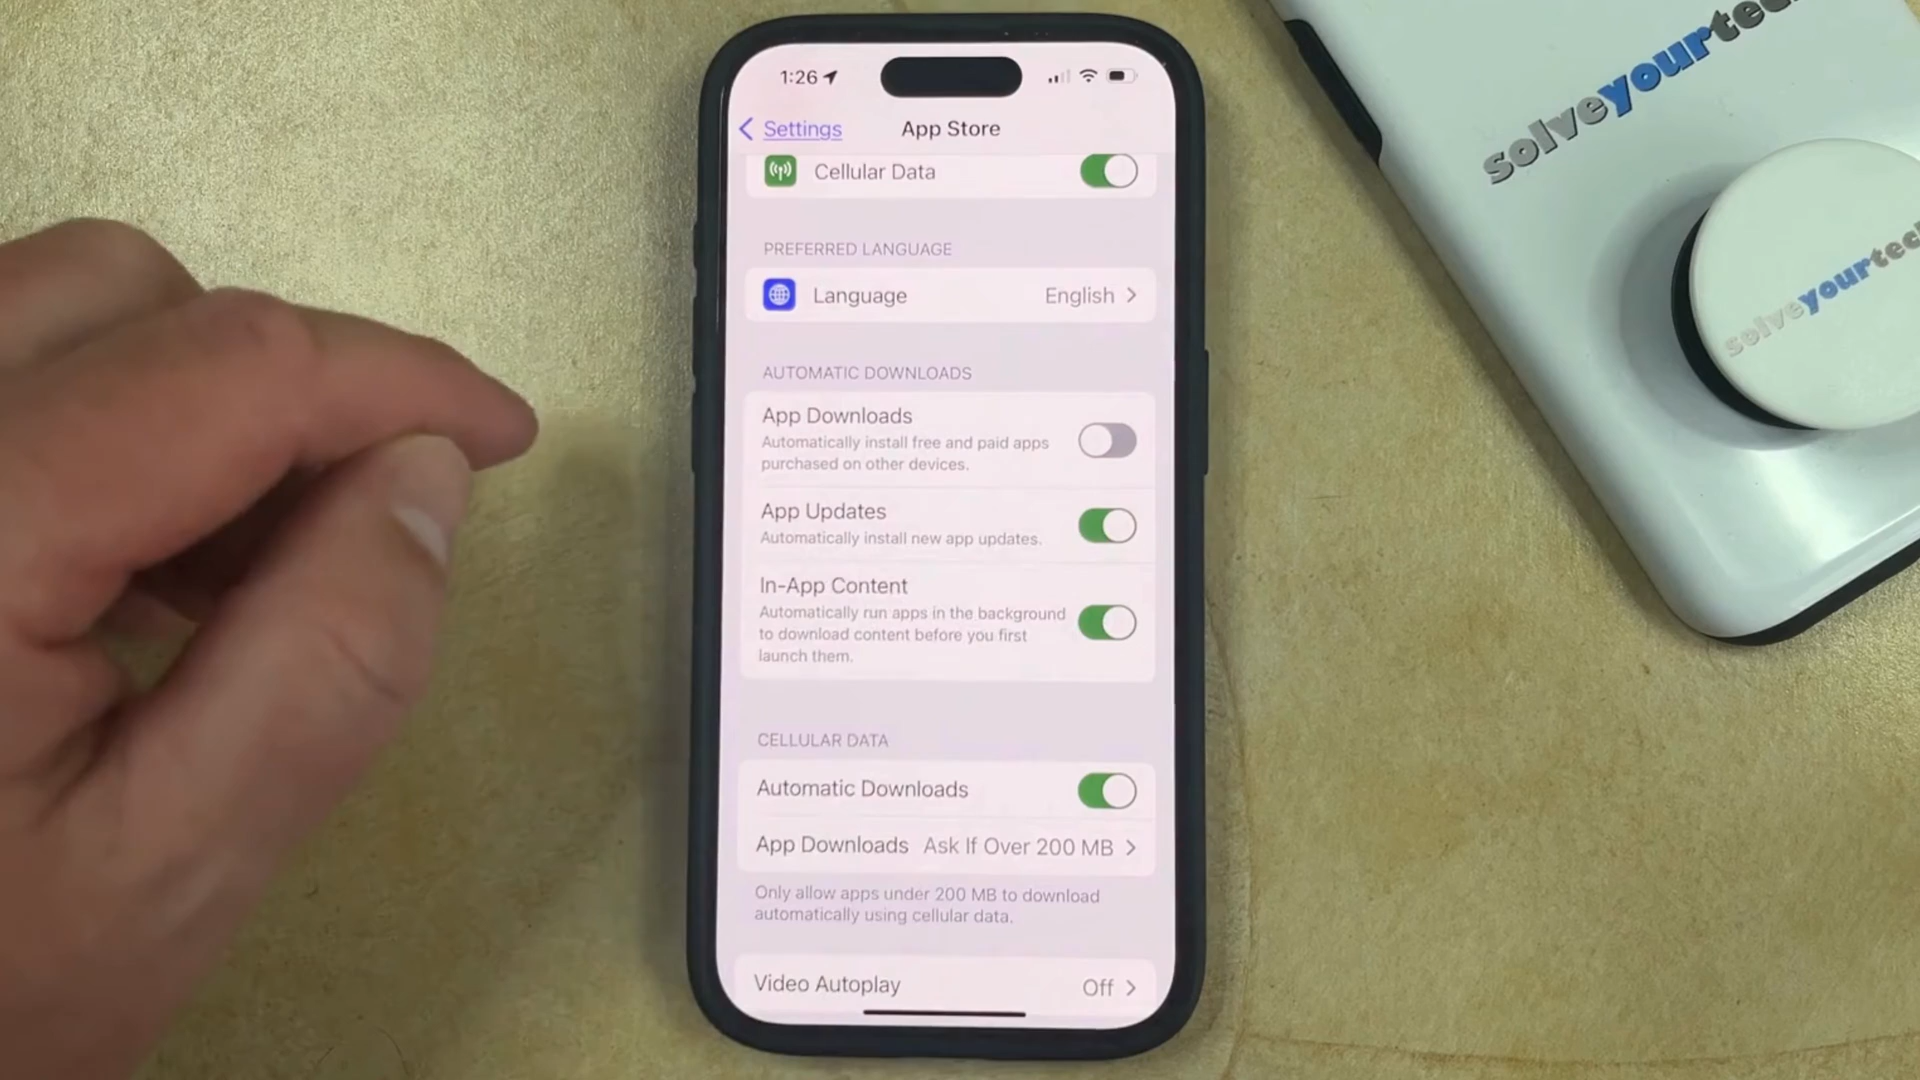 1:26
Settings
App Store
Cellular Data
PREFERRED LANGUAGE
Language English
AUTOMATIC DOWNLOADS
App Downloads
Automatically install free and paid apps
purchased on other devices.
App Updates
Automatically install new app updates.
In-App Content
Automatically run apps in the background
to download content before you first
launch them.
CELLULAR DATA
Automatic Downloads
App Downloads Ask If Over 200 MB
Only allow apps under 200 MB to download
automatically using cellular data.
Video Autoplay Off
solveyourtech
solveyourtech